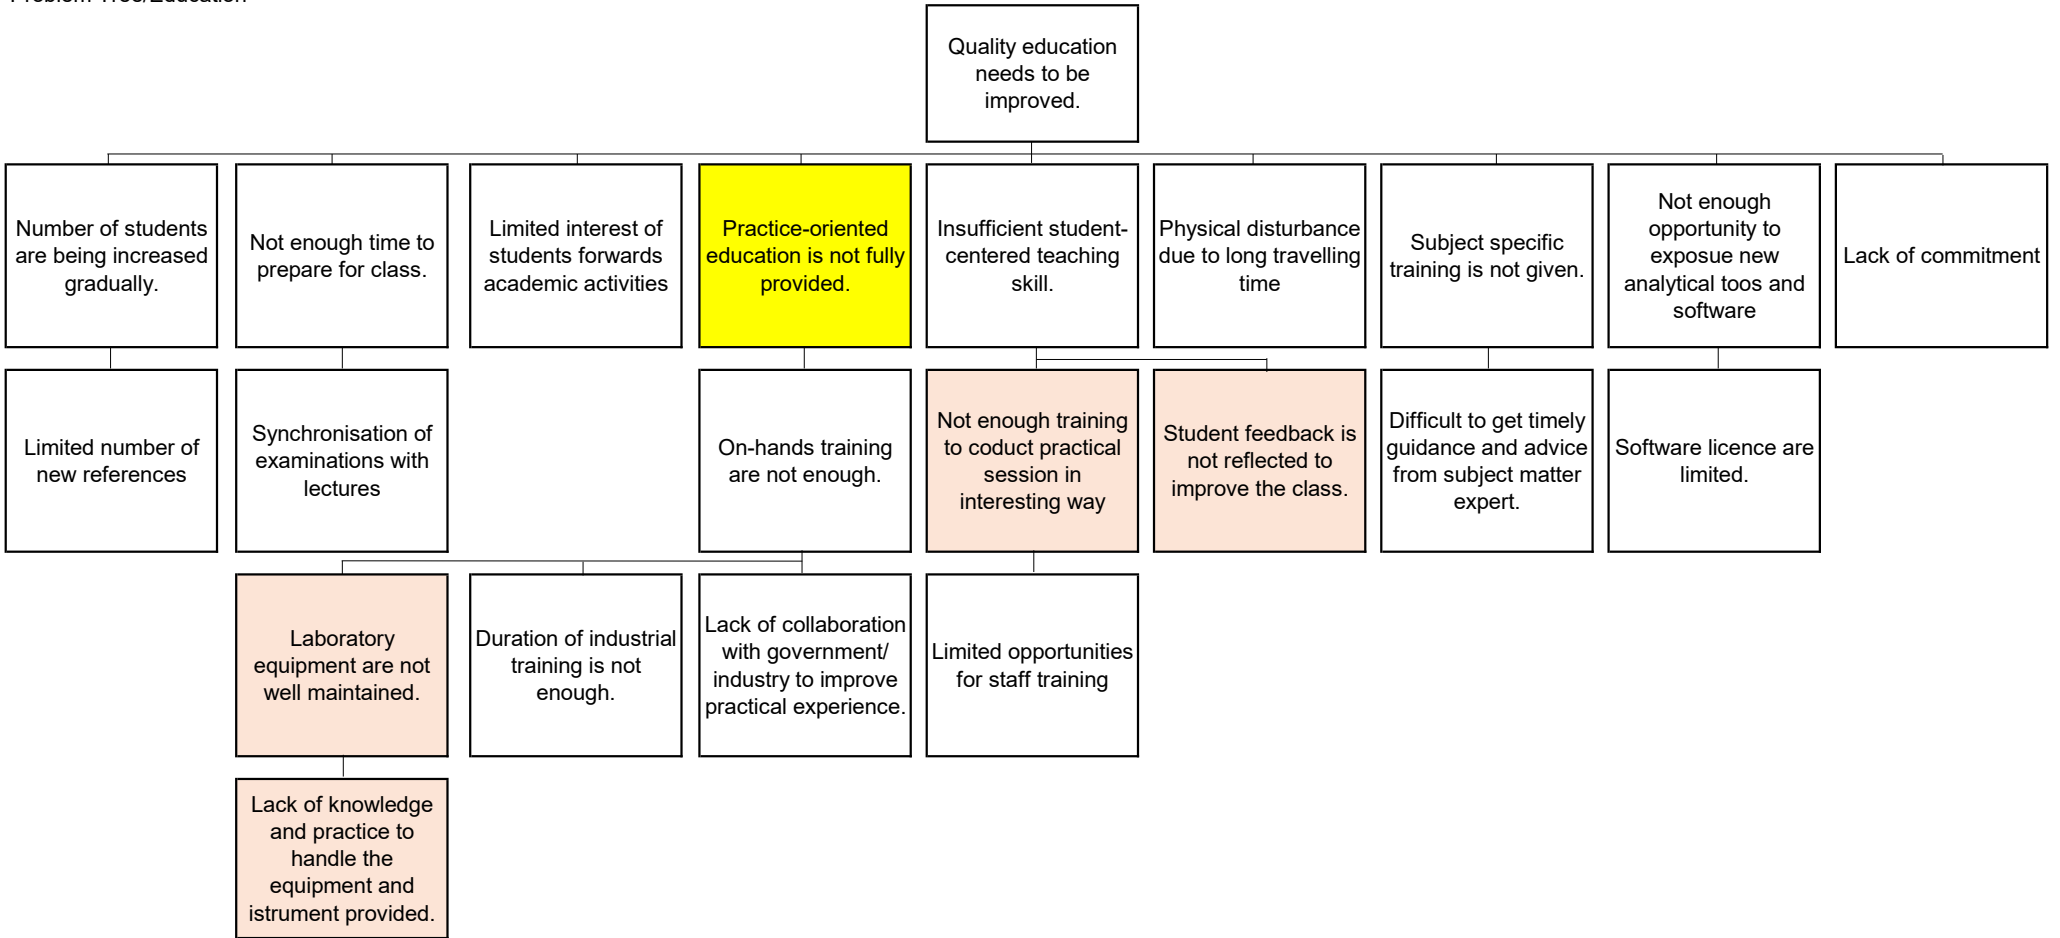 Problem Tree/Education
Quality education
needs to be
improved.
Number of students
are being increased
gradually.
Not enough time to
prepare for class.
Limited interest of
students forwards
academic activities
Practice-oriented
education is not fully
provided.
Insufficient student-
centered teaching
skill.
Physical disturbance
due to long travelling
time
Subject specific
training is not given.
Not enough
opportunity to
exposue new
analytical toos and
software
Lack of commitment
Limited number of
new references
Synchronisation of
examinations with
lectures
On-hands training
are not enough.
Not enough training
to coduct practical
session in
interesting way
Student feedback is
not reflected to
improve the class.
Difficult to get timely
guidance and advice
from subject matter
expert.
Software licence are
limited.
Laboratory
equipment are not
well maintained.
Duration of industrial
training is not
enough.
Lack of collaboration
with government/
industry to improve
practical experience.
Limited opportunities
for staff training
Lack of knowledge
and practice to
handle the
equipment and
istrument provided.